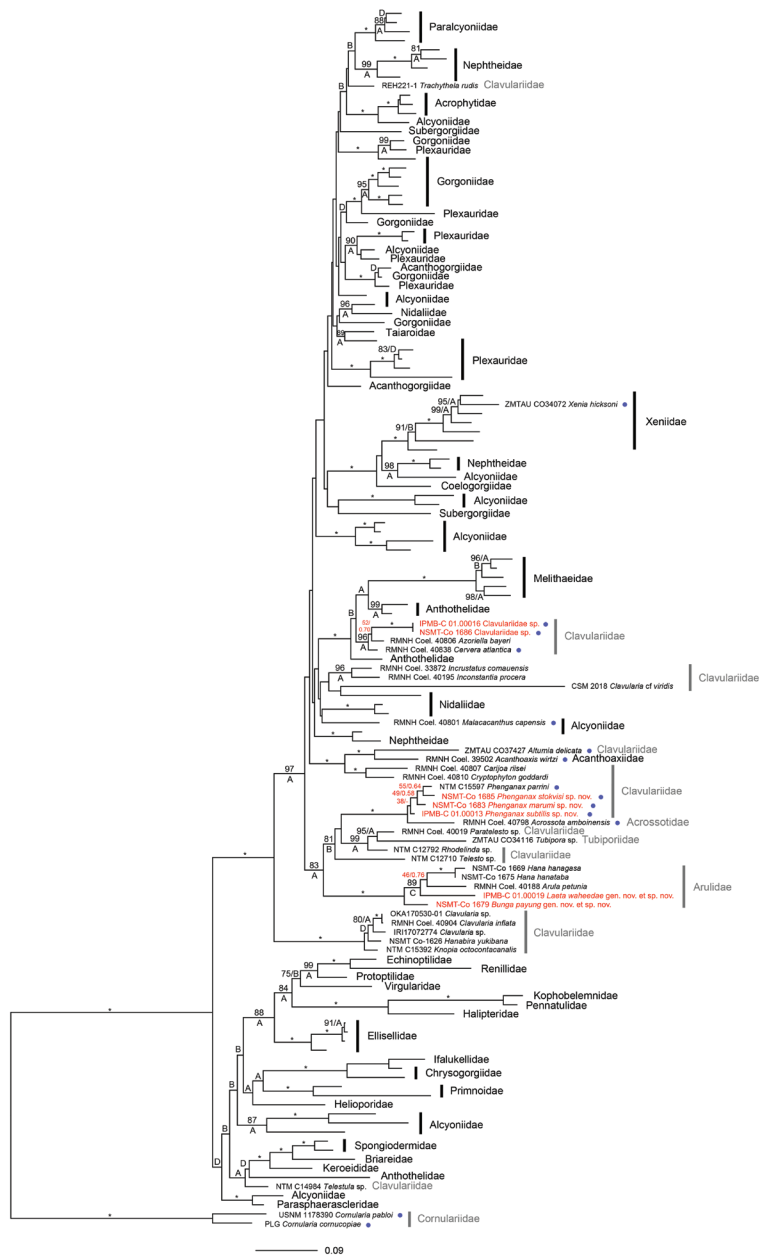 D
88
A
*
Paralcyoniidae
B
81
A
*
99
A
Nephtheidae
REH221-1 Trachythela rudis Clavulariidae
B
*
*
Acrophytidae
Alcyoniidae
Subergorgiidae
99
A
*
Gorgoniidae
Plexauridae
*
95
A
*
*
Gorgoniidae
D
Plexauridae
Gorgoniidae
*
Plexauridae
90
A
Alcyoniidae
Plexauridae
D
Acanthogorgiidae
Gorgoniidae
Plexauridae
Alcyoniidae
96
A
Nidaliidae
Gorgoniidae
89
A
Taiaroidae
83/D
*
*
Plexauridae
Acanthogorgiidae
95/A
99/A
ZMTAU CO34072 Xenia hicksoni
91/B
Xeniidae
*
*
98
A
Nephtheidae
Alcyoniidae
Coelogorgiidae
*
*
Alcyoniidae
Subergorgiidae
*
*
*
Alcyoniidae
96/A
B
*
98/A
Melithaeidae
A
99
A
Anthothelidae
B
52/
0.70
*
IPMB-C 01.00016 Clavulariidae sp.
NSMT-Co 1686 Clavulariidae sp.
RMNH Coel. 40806 Azoriella bayeri
96
A
RMNH Coel. 40838 Cervera atlantica
Clavulariidae
Anthothelidae
*
96
A
RMNH Coel. 33872 Incrustatus comauensis
RMNH Coel. 40195 Inconstantia procera
CSM 2018 Clavularia cf viridis
Clavulariidae
*
Nidaliidae
RMNH Coel. 40801 Malacacanthus capensis
Alcyoniidae
Nephtheidae
*
ZMTAU CO37427 Altumia delicata Clavulariidae
RMNH Coel. 39502 Acanthoaxis wirtzi Acanthoaxiidae
*
*
RMNH Coel. 40807 Carijoa riisei
RMNH Coel. 40810 Cryptophyton goddardi
97
A
55/0.64
49/0.58
38/-
NTM C15597 Phenganax parrini
NSMT-Co 1685 Phenganax stokvisi sp. nov.
NSMT-Co 1683 Phenganax marumi sp. nov.
IPMB-C 01.00013 Phenganax subtilis sp. nov.
Clavulariidae
*
RMNH Coel. 40798 Acrossota amboinensis Acrossotidae
*
81
B
95/A
99
A
RMNH Coel. 40019 Paratelesto sp. Clavulariidae
ZMTAU CO34116 Tubipora sp. Tubiporiidae
NTM C12792 Rhodelinda sp.
NTM C12710 Telesto sp.
Clavulariidae
83
A
*
46/0.76
*
NSMT-Co 1669 Hana hanagasa
NSMT-Co 1675 Hana hanataba
RMNH Coel. 40188 Arula petunia
89
C
IPMB-C 01.00019 Laeta waheedae gen. nov. et sp. nov.
NSMT-Co 1679 Bunga payung gen. nov. et sp. nov.
Arulidae
80/A
D
*
OKA170530-01 Clavularia sp.
RMNH Coel. 40904 Clavularia inflata
IRI17072774 Clavularia sp.
NSMT Co-1626 Hanabira yukibana
NTM C15392 Knopia octocontacanalis
Clavulariidae
*
Echinoptilidae
99
A
Renillidae
75/B
Protoptilidae
Virgularidae
84
A
*
*
Kophobelemnidae
Pennatulidae
Halipteridae
88
A
91/A
*
*
Ellisellidae
B
*
Ifalukellidae
Chrysogorgiidae
A
A
*
Primnoidae
Helioporidae
B
87
A
*
Alcyoniidae
B
*
*
*
Spongiodermidae
Briareidae
Keroeididae
D
A
Anthothelidae
NTM C14984 Telestula sp. Clavulariidae
D
*
Alcyoniidae
Parasphaerascleridae
*
USNM 1178390 Cornularia pabloi
PLG Cornularia cornucopiae
Cornulariidae
0.09